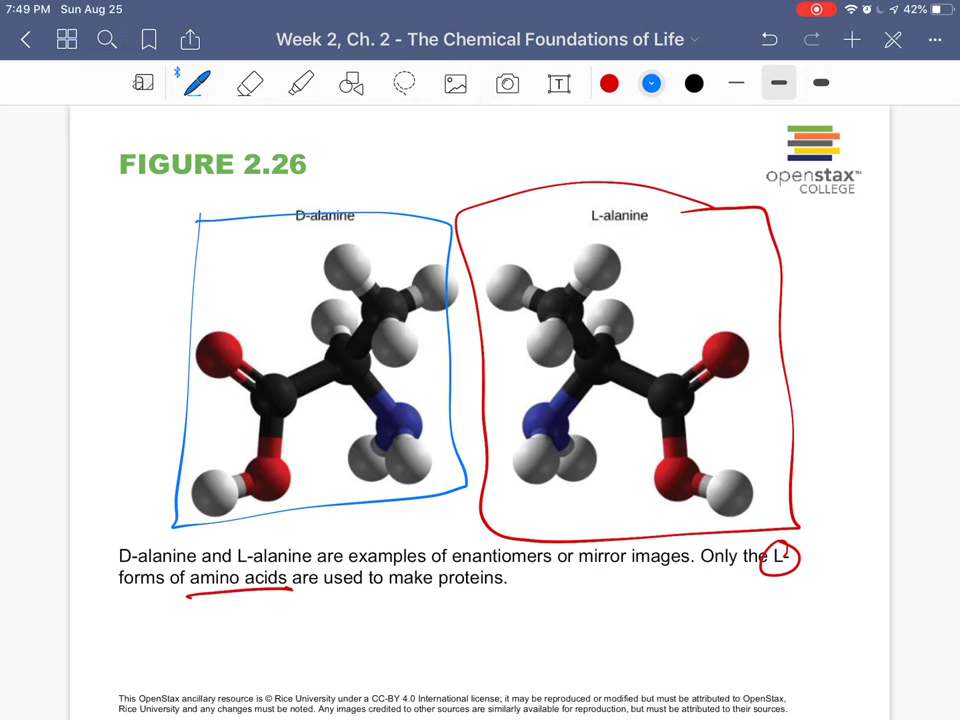 7:49 PM Sun Aug 25
42%
Week 2, Ch. 2 - The Chemical Foundations of Life
T
FIGURE 2.26
openstax™
COLLEGE
D-alanine
L-alanine
D-alanine and L-alanine are examples of enantiomers or mirror images. Only the L-
forms of amino acids are used to make proteins.
This OpenStax ancillary resource is © Rice University under a CC-BY 4.0 International license; it may be reproduced or modified but must be attributed to OpenStax,
Rice University and any changes must be noted. Any images credited to other sources are similarly available for reproduction, but must be attributed to their sources.